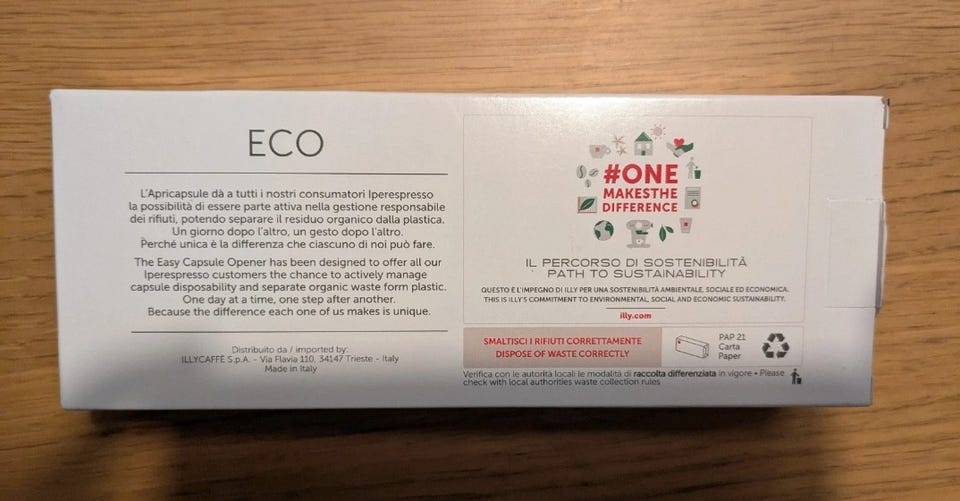 ECO
L'Apricapsule dà a tutti i nostri consumatori Iperespresso
la possibilità di essere parte attiva nella gestione responsabile
dei rifiuti, potendo separare il residuo organico dalla plastica.
Un giorno dopo l'altro, un gesto dopo l'altro.
Perché unica è la differenza che ciascuno di noi può fare.
The Easy Capsule Opener has been designed to offer all our
Iperespresso customers the chance to actively manage
capsule disposability and separate organic waste form plastic.
One day at a time, one step after another.
Because the difference each one of us makes is unique.
Distribuito da / imported by:
ILLYCAFFÈ S.p.A. - Via Flavia 110, 34147 Trieste - Italy
Made in Italy
#ONE
MAKESTHE
DIFFERENCE
IL PERCORSO DI SOSTENIBILITÀ
PATH TO SUSTAINABILITY
QUESTO È L'IMPEGNO DI ILLY PER UNA SOSTENIBILITÀ AMBIENTALE, SOCIALE ED ECONOMICA.
THIS IS ILLY'S COMMITMENT TO ENVIRONMENTAL, SOCIAL AND ECONOMIC SUSTAINABILITY.
illy.com
SMALTISCI I RIFIUTI CORRETTAMENTE
DISPOSE OF WASTE CORRECTLY
PAP 21
Carta
Paper
Verifica con le autorità locali le modalità di raccolta differenziata in vigore • Please
check with local authorities waste collection rules